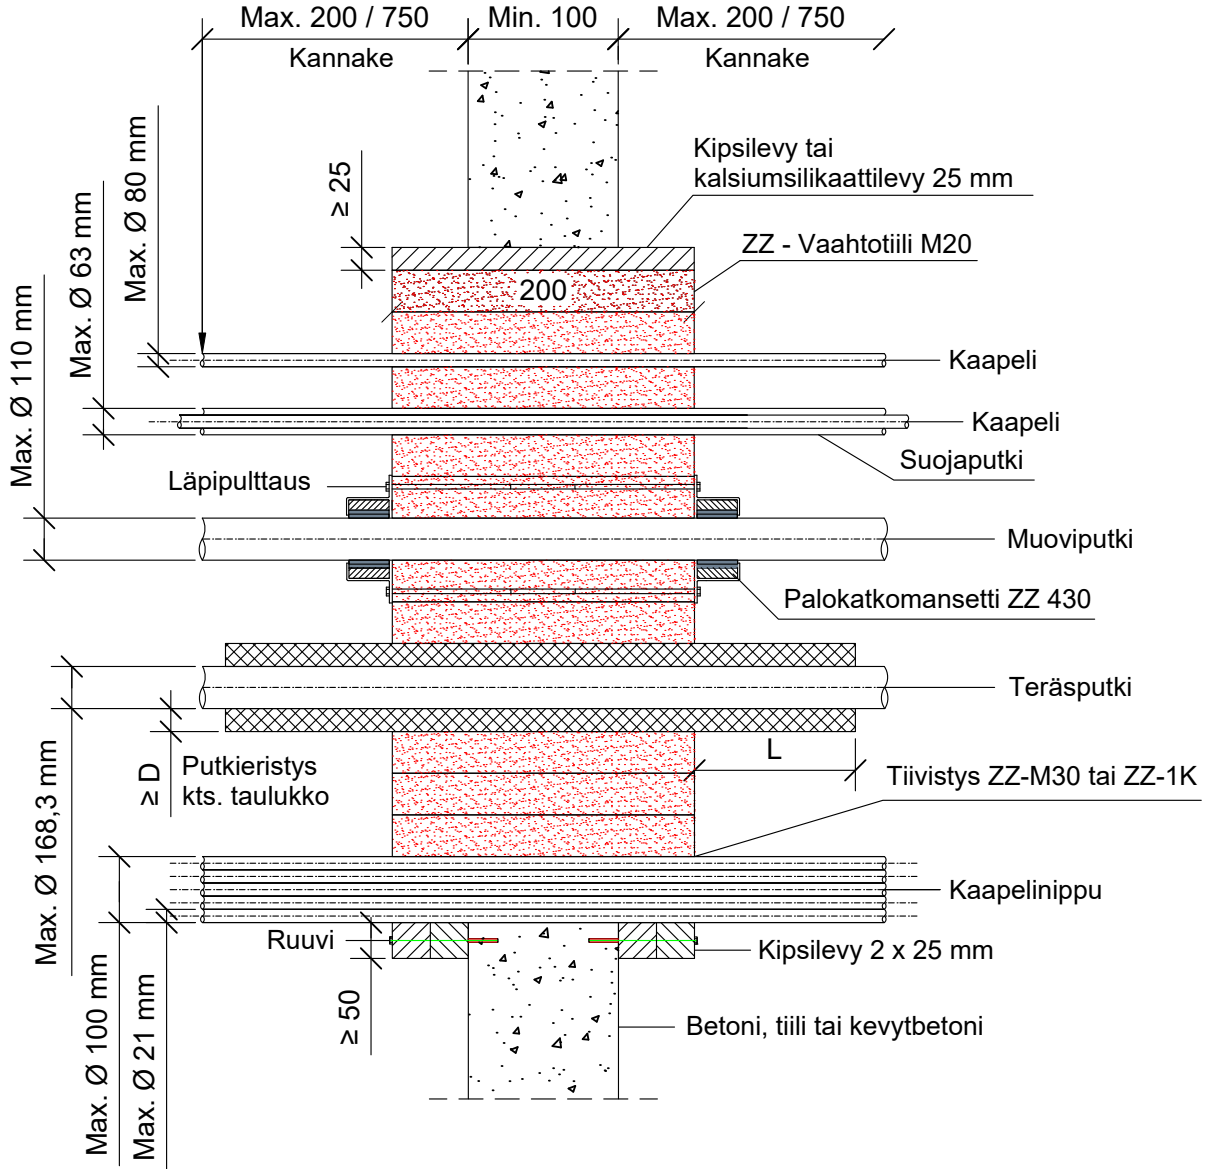 Max. 200 / 750
Min. 100
Max. 200 / 750
Kannake
Kannake
Kipsilevy tai
kalsiumsilikaattilevy 25 mm
≥ 25
Max. Ø 80 mm
Max. Ø 63 mm
Max. Ø 110 mm
ZZ - Vaahtotiili M20
200
Kaapeli
Kaapeli
Suojaputki
Läpipulttaus
Muoviputki
Palokatkomansetti ZZ 430
Teräsputki
≥ D
Putkieristys
kts. taulukko
L
Tiivistys ZZ-M30 tai ZZ-1K
Max. Ø 168,3 mm
Kaapelinippu
Ruuvi
Kipsilevy 2 x 25 mm
≥ 50
Betoni, tiili tai kevytbetoni
Max. Ø 100 mm
Max. Ø 21 mm